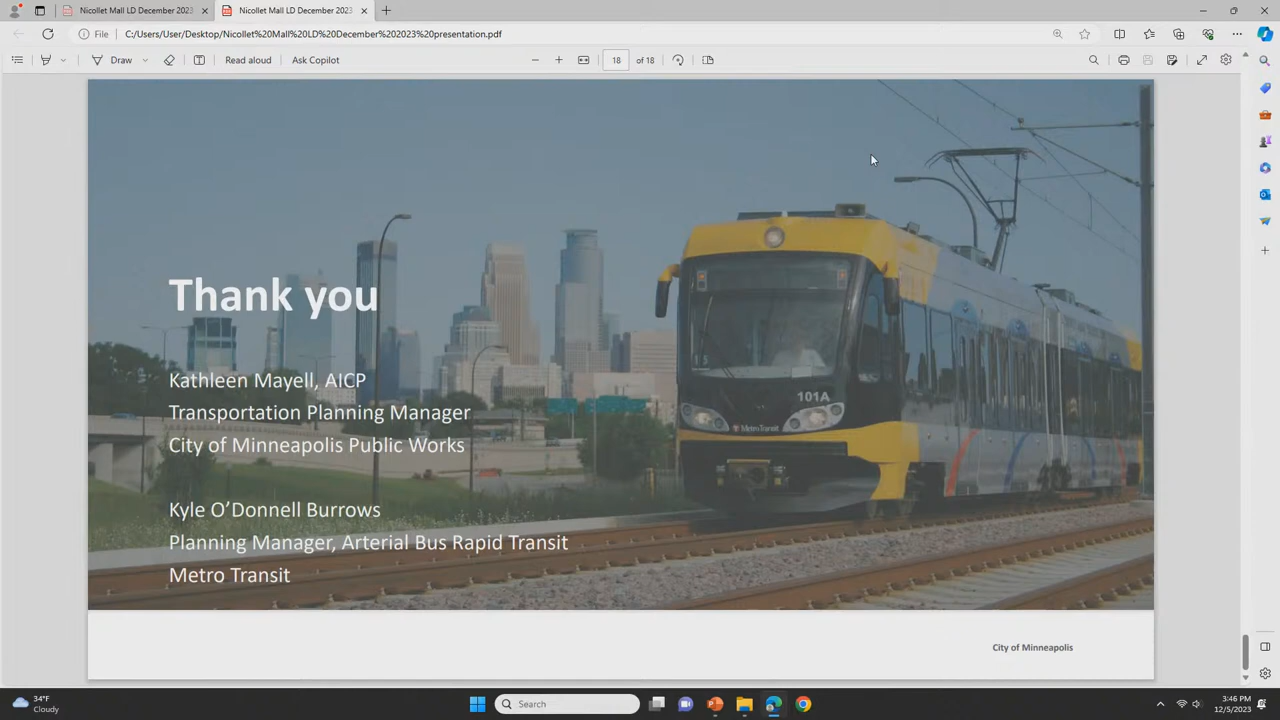 Nicollet Mall LD December 2023
Nicollet Mall LD December 2023
File
C:/Users/User/Desktop/Nicollet%20Mall%20LD%20December%202023%20presentation.pdf
Draw
Read aloud
Ask Copilot
18
of 18
101A
MetroTransit
Thank you
Kathleen Mayell, AICP
Transportation Planning Manager
City of Minneapolis Public Works
Kyle O’Donnell Burrows
Planning Manager, Arterial Bus Rapid Transit
Metro Transit
City of Minneapolis
34°F
Cloudy
Search
3:46 PM
12/5/2023